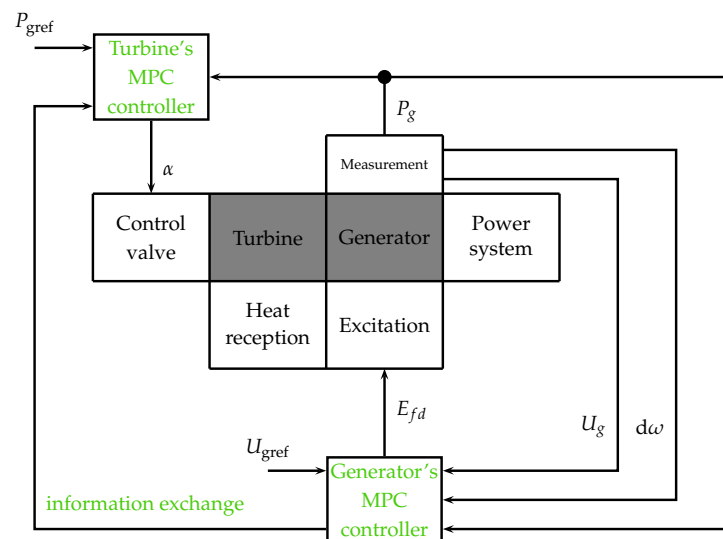 P_gref
Turbine's
MPC
controller
P_g
α
Measurement
Control
valve
Turbine
Generator
Power
system
Heat
reception
Excitation
E_fd
U_g
dω
U_gref
Generator's
MPC
controller
information exchange